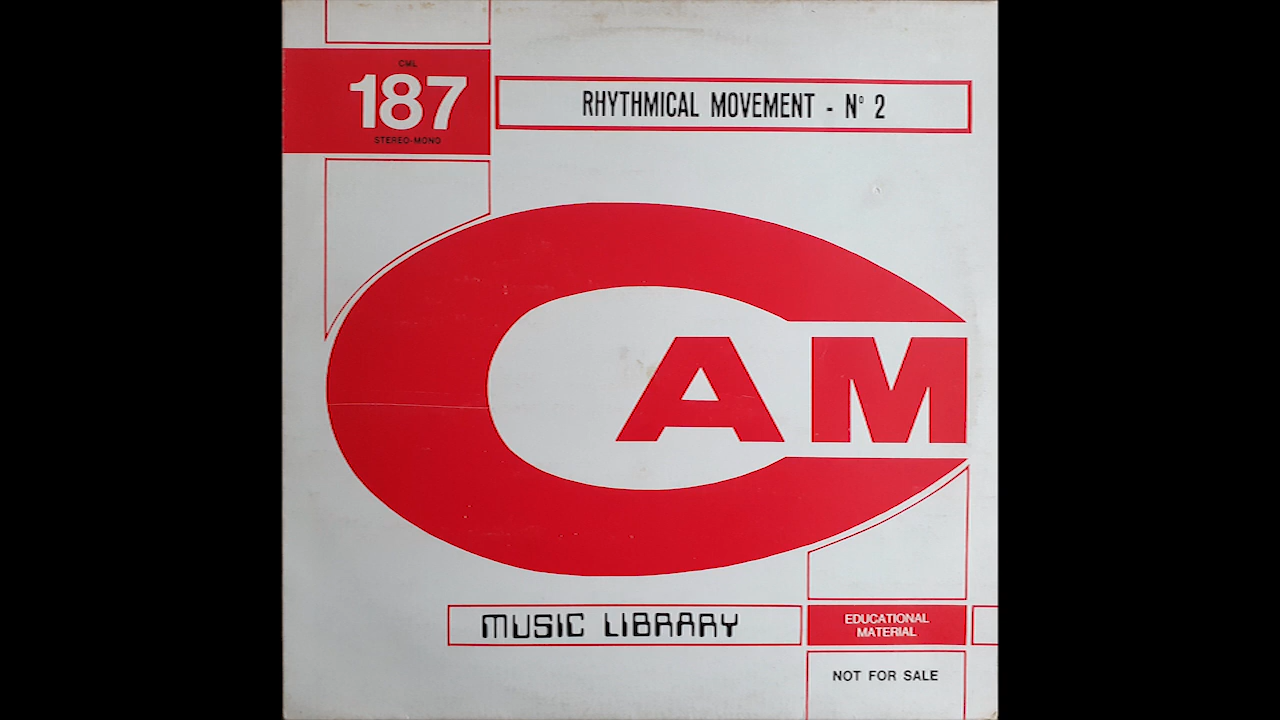 CML
187
STEREO-MONO
RHYTHMICAL MOVEMENT - N° 2
CAM
MUSIC LIBRARY
EDUCATIONAL
MATERIAL
NOT FOR SALE